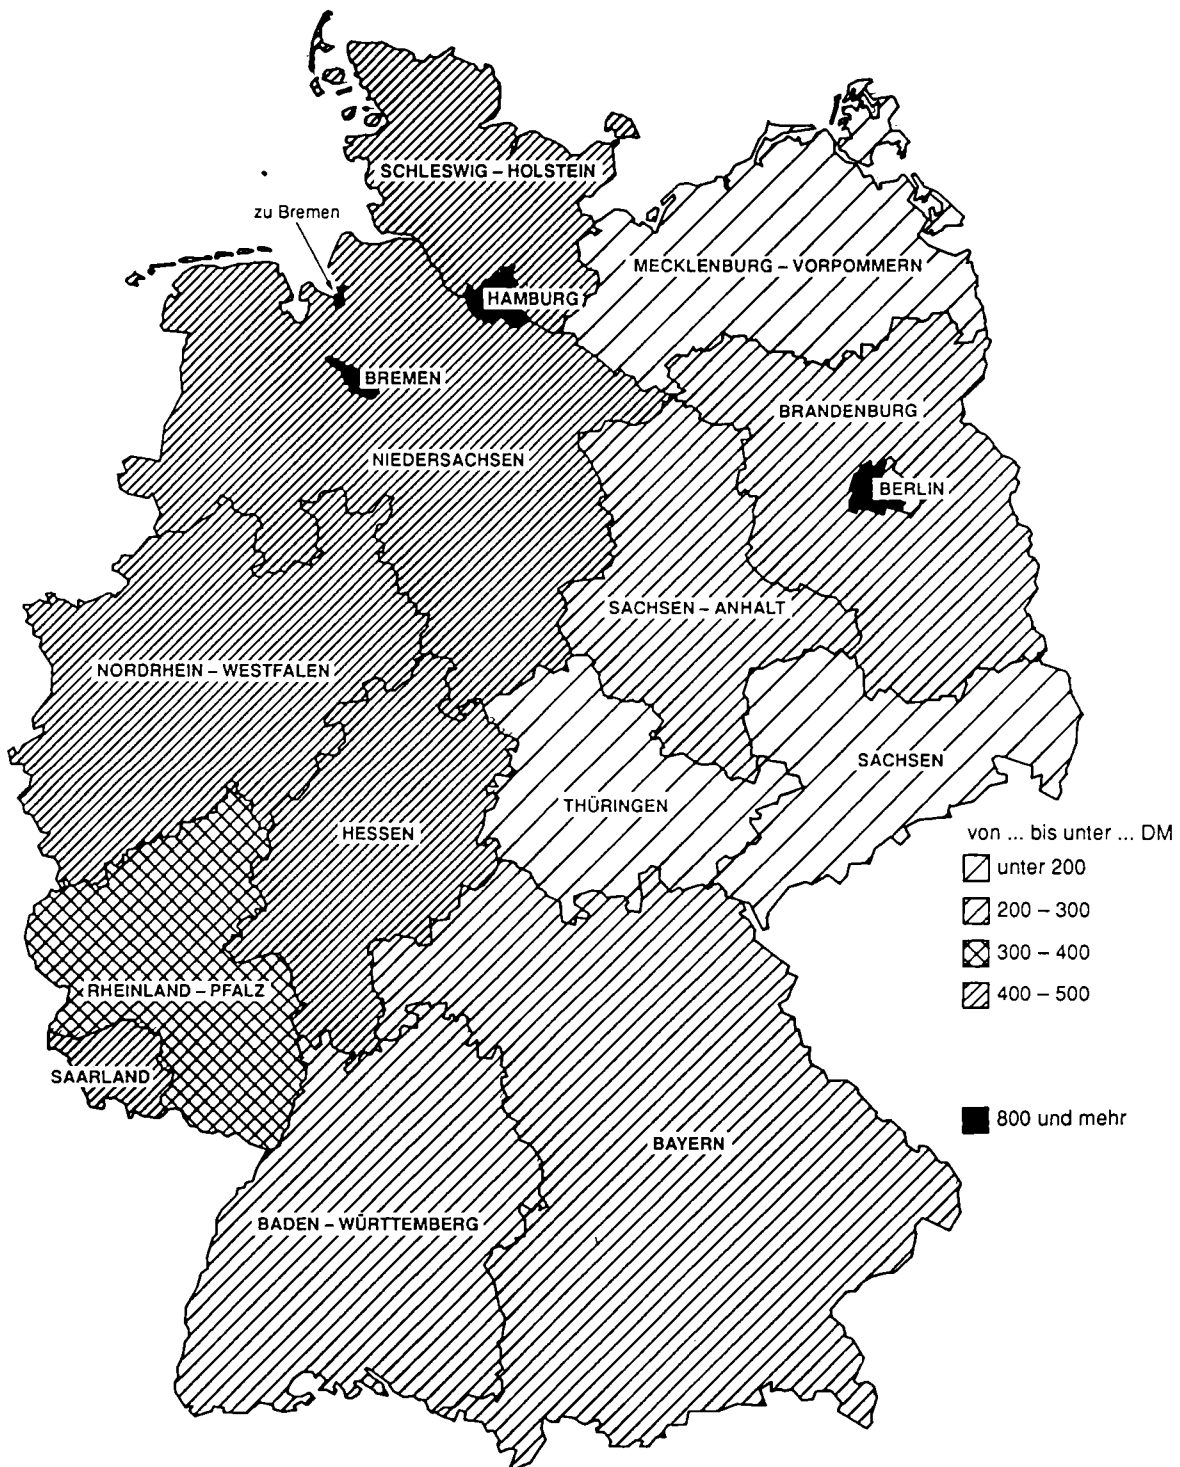 SCHLESWIG – HOLSTEIN
zu Bremen
MECKLENBURG – VORPOMMERN
HAMBURG
BREMEN
BRANDENBURG
NIEDERSACHSEN
BERLIN
SACHSEN – ANHALT
NORDRHEIN – WESTFALEN
SACHSEN
THÜRINGEN
HESSEN
von ... bis unter ... DM
unter 200
200 – 300
300 – 400
400 – 500
RHEINLAND – PFALZ
SAARLAND
800 und mehr
BAYERN
BADEN – WÜRTTEMBERG